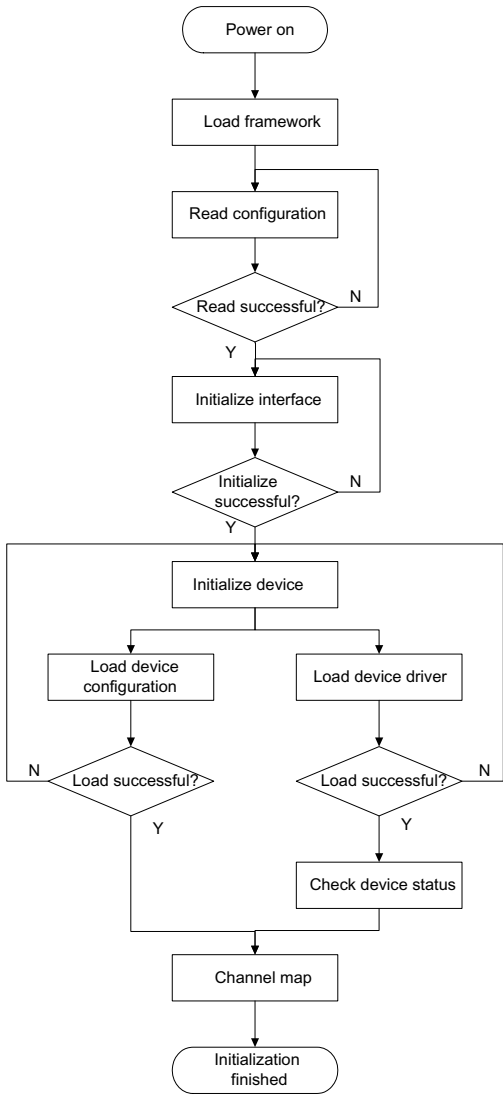 Power on
Load framework
Read configuration
Read successful?
N
Y
Initialize interface
Initialize
successful?
N
Y
Initialize device
Load device
configuration
Load device driver
N
Load successful?
Load successful?
N
Y
Y
Check device status
Channel map
Initialization
finished